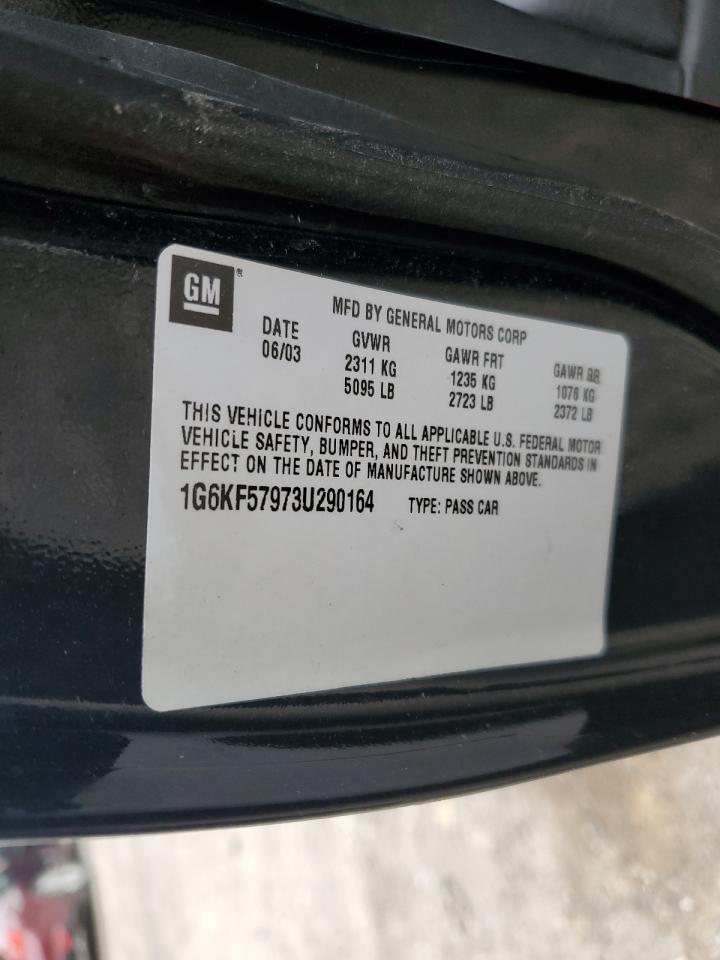 GM®
MFD BY GENERAL MOTORS CORP
DATE GVWR GAWR FRT GAWR RR
06/03 2311 KG 1235 KG 1076 KG
5095 LB 2723 LB 2372 LB
THIS VEHICLE CONFORMS TO ALL APPLICABLE U.S. FEDERAL MOTOR
VEHICLE SAFETY, BUMPER, AND THEFT PREVENTION STANDARDS IN
EFFECT ON THE DATE OF MANUFACTURE SHOWN ABOVE.
1G6KF57973U290164 TYPE: PASS CAR